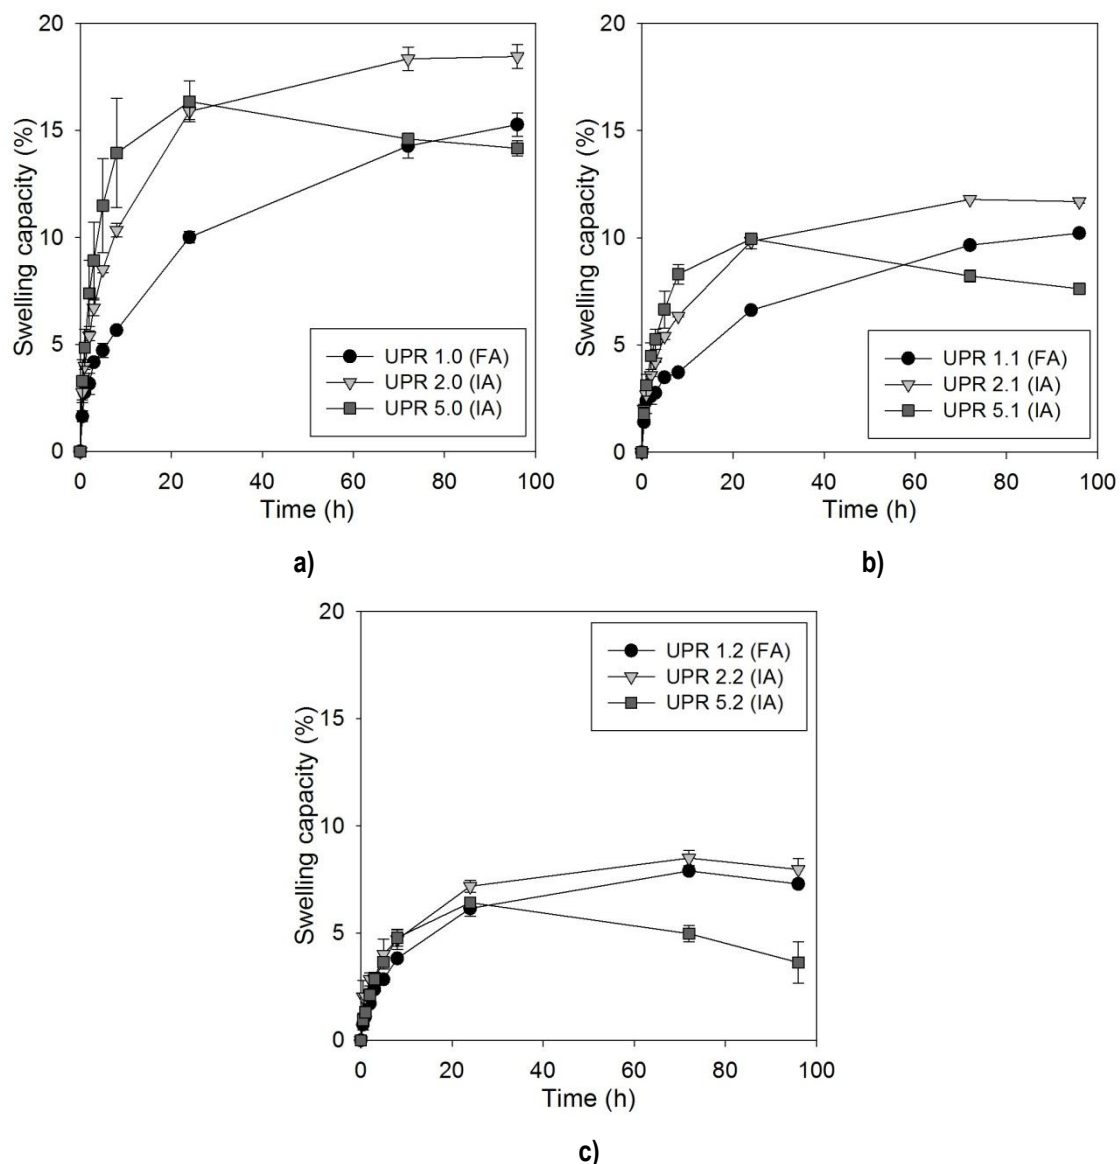 20
15
10
5
0
Swelling capacity (%)
UPR 1.0 (FA)
UPR 2.0 (IA)
UPR 5.0 (IA)
0 20 40 60 80 100
Time (h)
a)
20
15
10
5
0
Swelling capacity (%)
UPR 1.1 (FA)
UPR 2.1 (IA)
UPR 5.1 (IA)
0 20 40 60 80 100
Time (h)
b)
20
15
10
5
0
Swelling capacity (%)
UPR 1.2 (FA)
UPR 2.2 (IA)
UPR 5.2 (IA)
0 20 40 60 80 100
Time (h)
c)